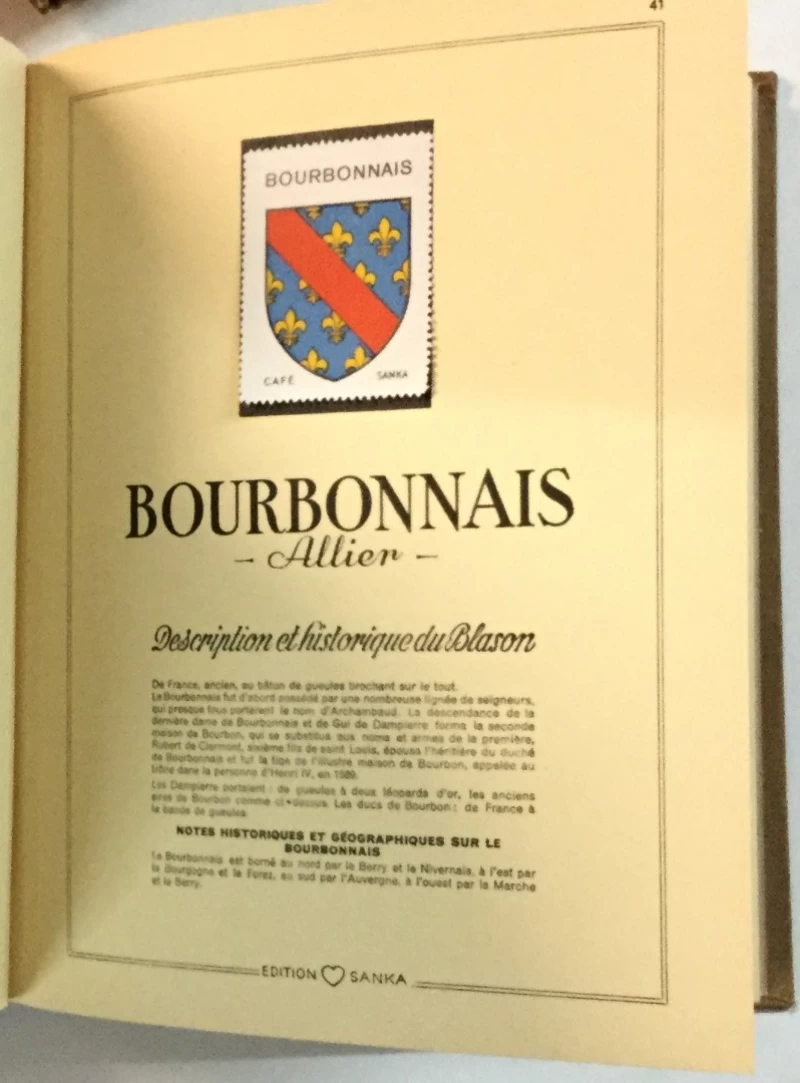 41
BOURBONNAIS
CAFÉ SANKA
BOURBONNAIS
- Allier -
Description et historique du Blason
De France, ancien, au bâton de gueules brochant sur le tout.
Le Bourbonnais fut d'abord possédé par une nombreuse lignée de seigneurs,
qui presque tous portaient le nom d'Archambaud. La descendance de la
dernière dame de Bourbonnais et de Gui de Dampierre forma la seconde
maison de Bourbon, qui se substitua aux noms et armes de la première,
Robert de Clermont, sixième fils de saint Louis, épousa l'héritière du duché
de Bourbonnais et fut la tige de l'illustre maison de Bourbon, appelée au
trône dans la personne d'Henri IV, en 1589.
Les Dampierre portaient : de gueules à deux léopards d'or, les anciens
sires de Bourbon comme ci-dessus. Les ducs de Bourbon : de France à
la bande de gueules.
NOTES HISTORIQUES ET GÉOGRAPHIQUES SUR LE
BOURBONNAIS
Le Bourbonnais est borné au nord par le Berry et le Nivernais, à l'est par
la Bourgogne et le Forez, au sud par l'Auvergne, à l'ouest par la Marche
et le Berry.
EDITION SANKA